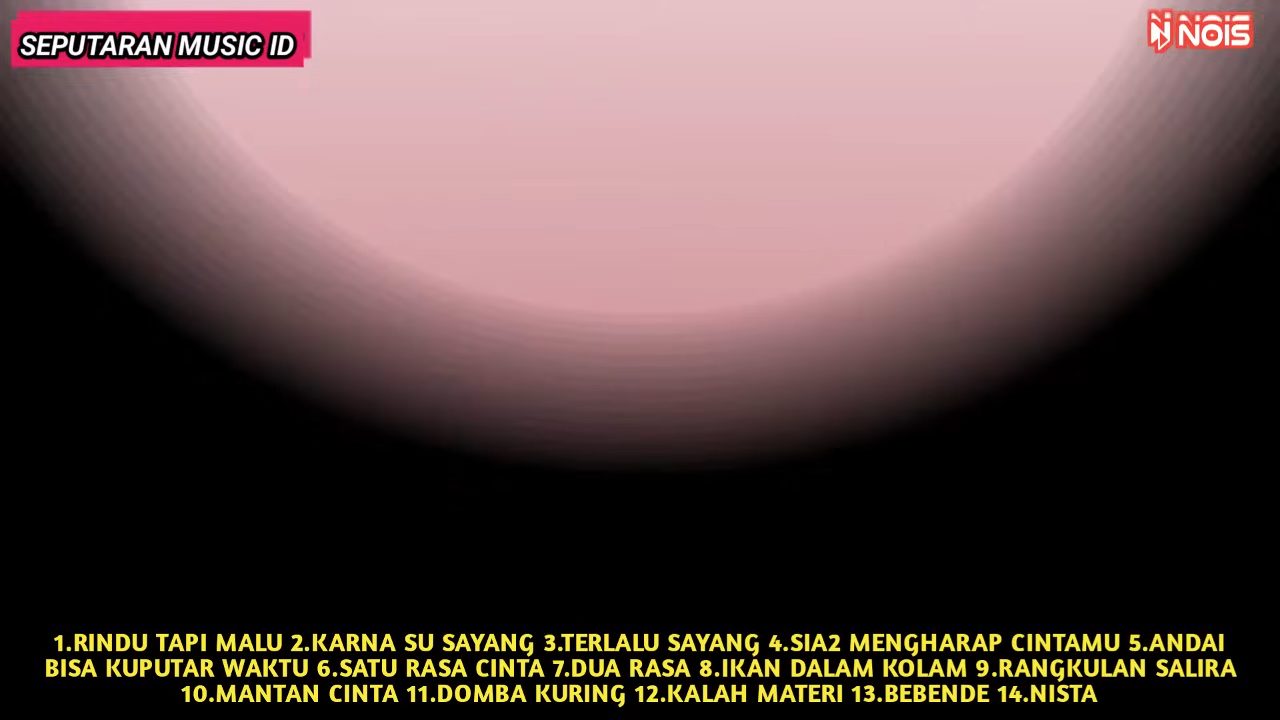 SEPUTARAN MUSIC ID
NOIS
1.RINDU TAPI MALU 2.KARNA SU SAYANG 3.TERLALU SAYANG 4.SIA2 MENGHARAP CINTAMU 5.ANDAI
BISA KUPUTAR WAKTU 6.SATU RASA CINTA 7.DUA RASA 8.IKAN DALAM KOLAM 9.RANGKULAN SALIRA
10.MANTAN CINTA 11.DOMBA KURING 12.KALAH MATERI 13.BEBENDE 14.NISTA